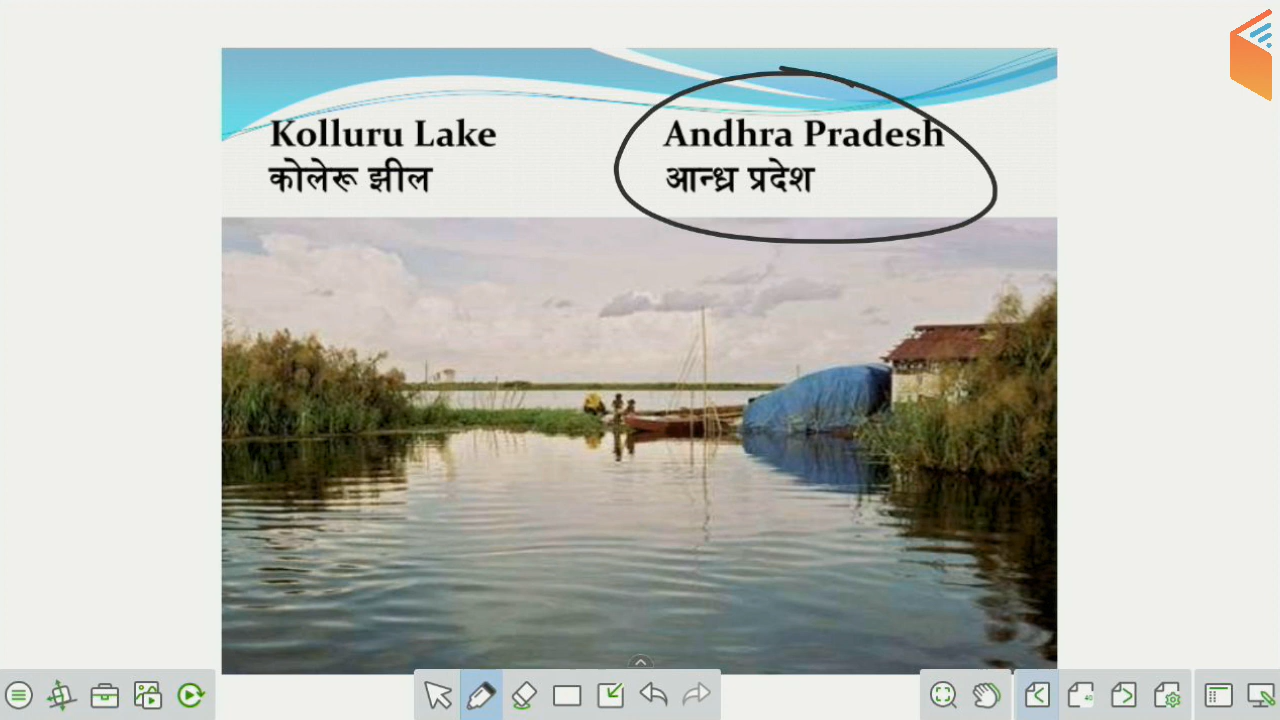 Kolluru Lake
कोलेरू झील
Andhra Pradesh
आन्ध्र प्रदेश